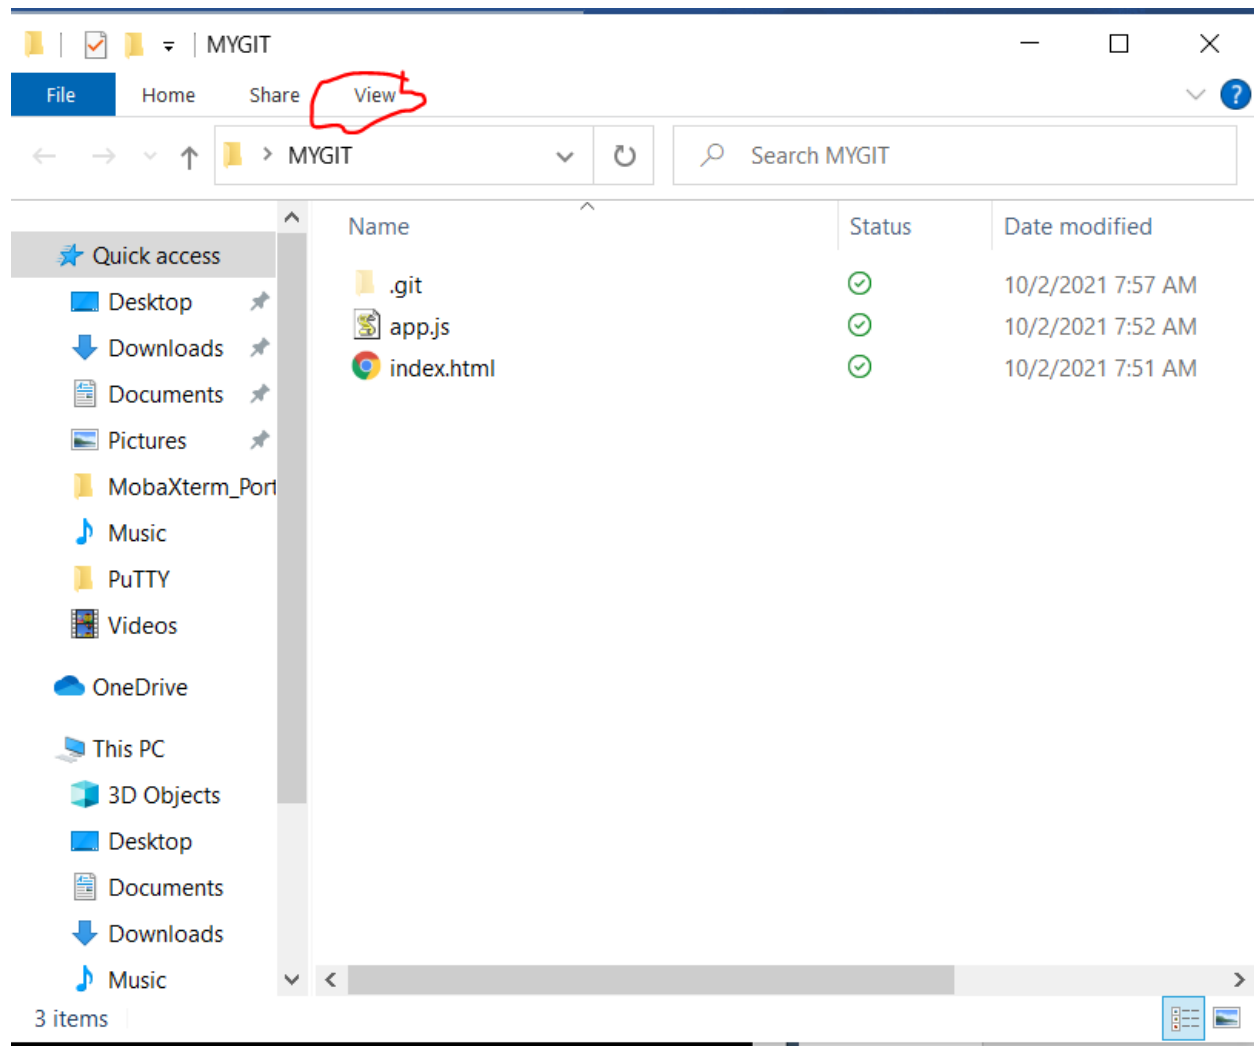 MYGIT
File Home Share View ?
MYGIT Search MYGIT
Name Status Date modified
Quick access
Desktop
Downloads
Documents
Pictures
MobaXterm_Port
Music
PuTTY
Videos
OneDrive
This PC
3D Objects
Desktop
Documents
Downloads
Music
.git 10/2/2021 7:57 AM
app.js 10/2/2021 7:52 AM
index.html 10/2/2021 7:51 AM
3 items